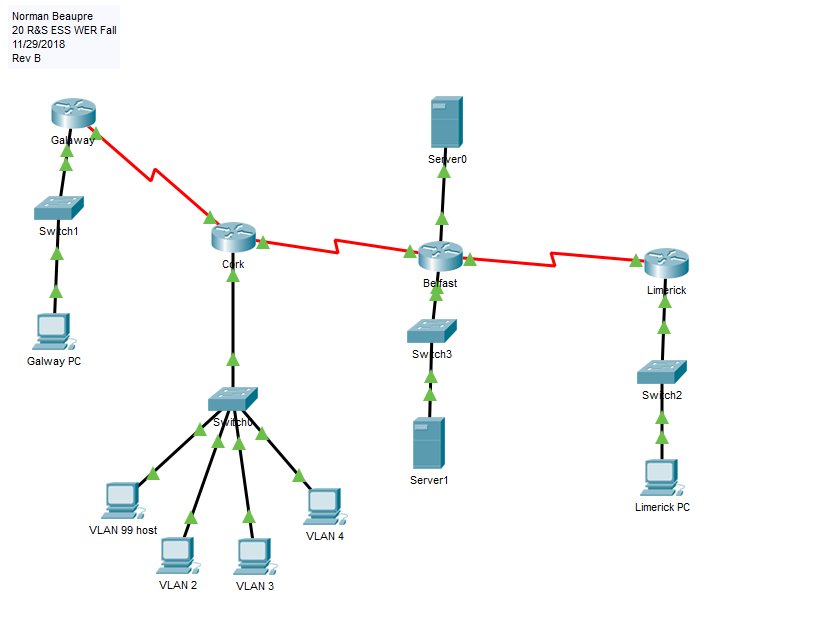 Norman Beaupre
20 R&S ESS WER Fall
11/29/2018
Rev B
Galaway
Server0
Switch1
Cork
Belfast
Limerick
Galway PC
Switch3
Switch2
Switch0
Server1
Limerick PC
VLAN 99 host
VLAN 4
VLAN 2
VLAN 3